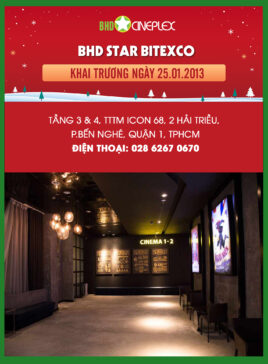 BHD CINEPLEX
BHD STAR BITEXCO
KHAI TRƯƠNG NGÀY 25.01.2013
TẦNG 3 & 4, TTTM ICON 68, 2 HẢI TRIỀU,
P.BẾN NGHÉ, QUẬN 1, TPHCM
ĐIỆN THOẠI: 028 6267 0670
CINEMA 1-2